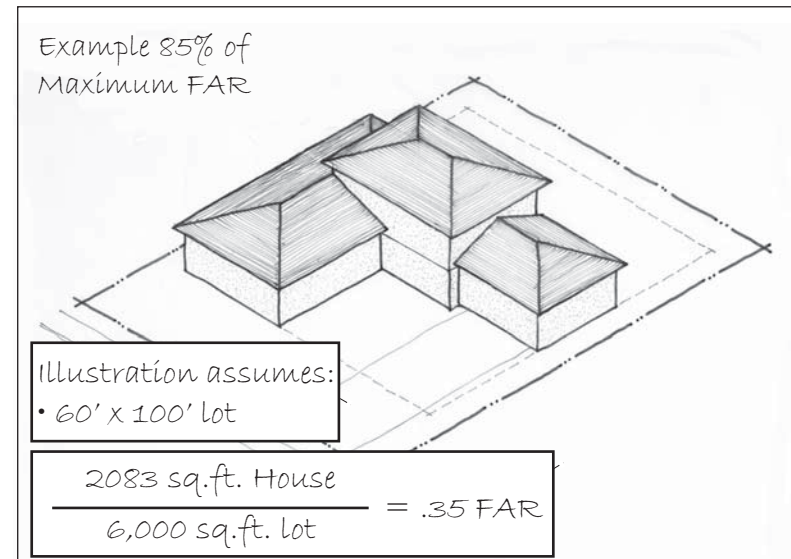 Example 85% of
Maximum FAR
Illustration assumes:
• 60' x 100' lot
2083 sq.ft. House
6,000 sq.ft. lot
= .35 FAR